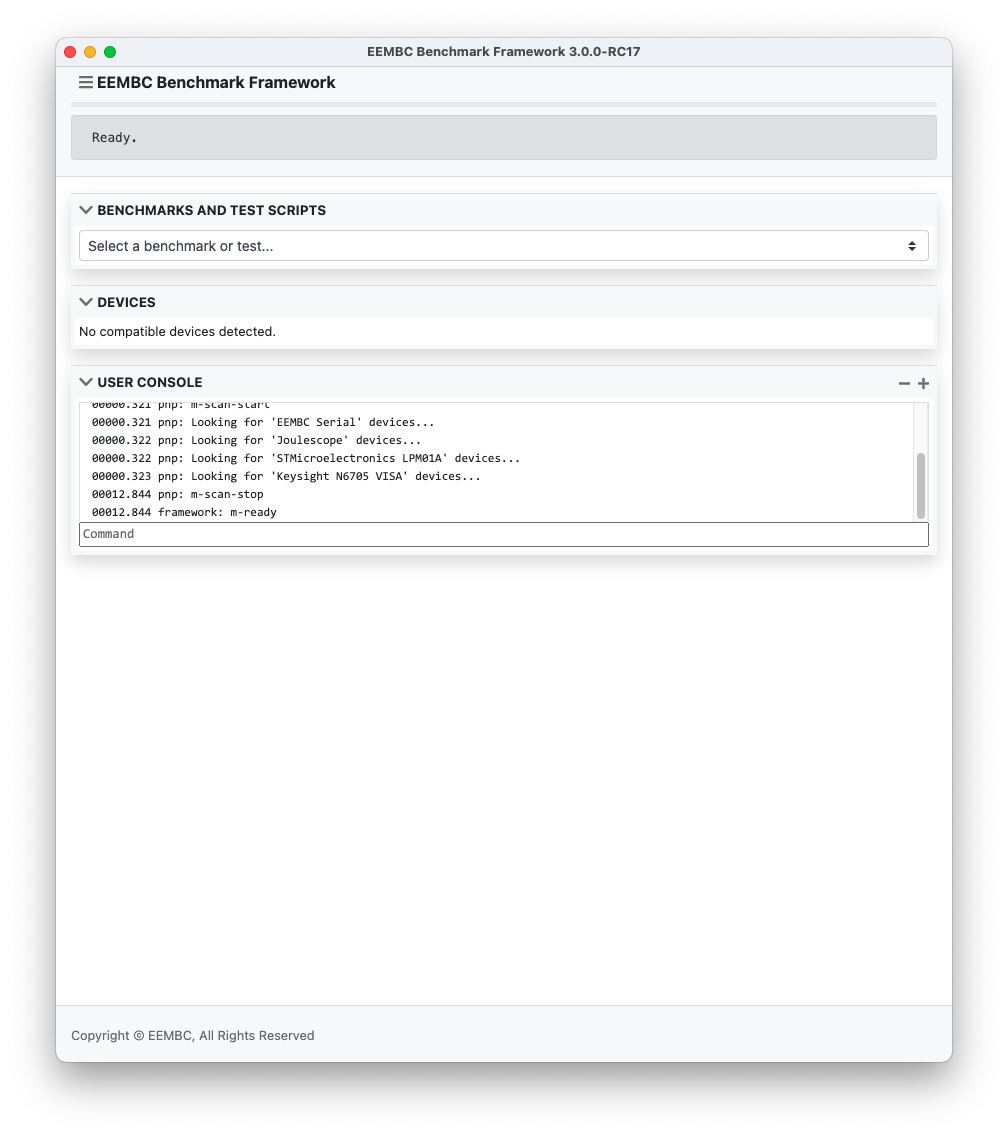 EEMBC Benchmark Framework 3.0.0-RC17
EEMBC Benchmark Framework
Ready.
BENCHMARKS AND TEST SCRIPTS
Select a benchmark or test...
DEVICES
No compatible devices detected.
USER CONSOLE
00000.321 pnp: m-scan-start
00000.321 pnp: Looking for 'EEMBC Serial' devices...
00000.322 pnp: Looking for 'Joulescope' devices...
00000.322 pnp: Looking for 'STMicroelectronics LPM01A' devices...
00000.323 pnp: Looking for 'Keysight N6705 VISA' devices...
00012.844 pnp: m-scan-stop
00012.844 framework: m-ready
Command
Copyright © EEMBC, All Rights Reserved